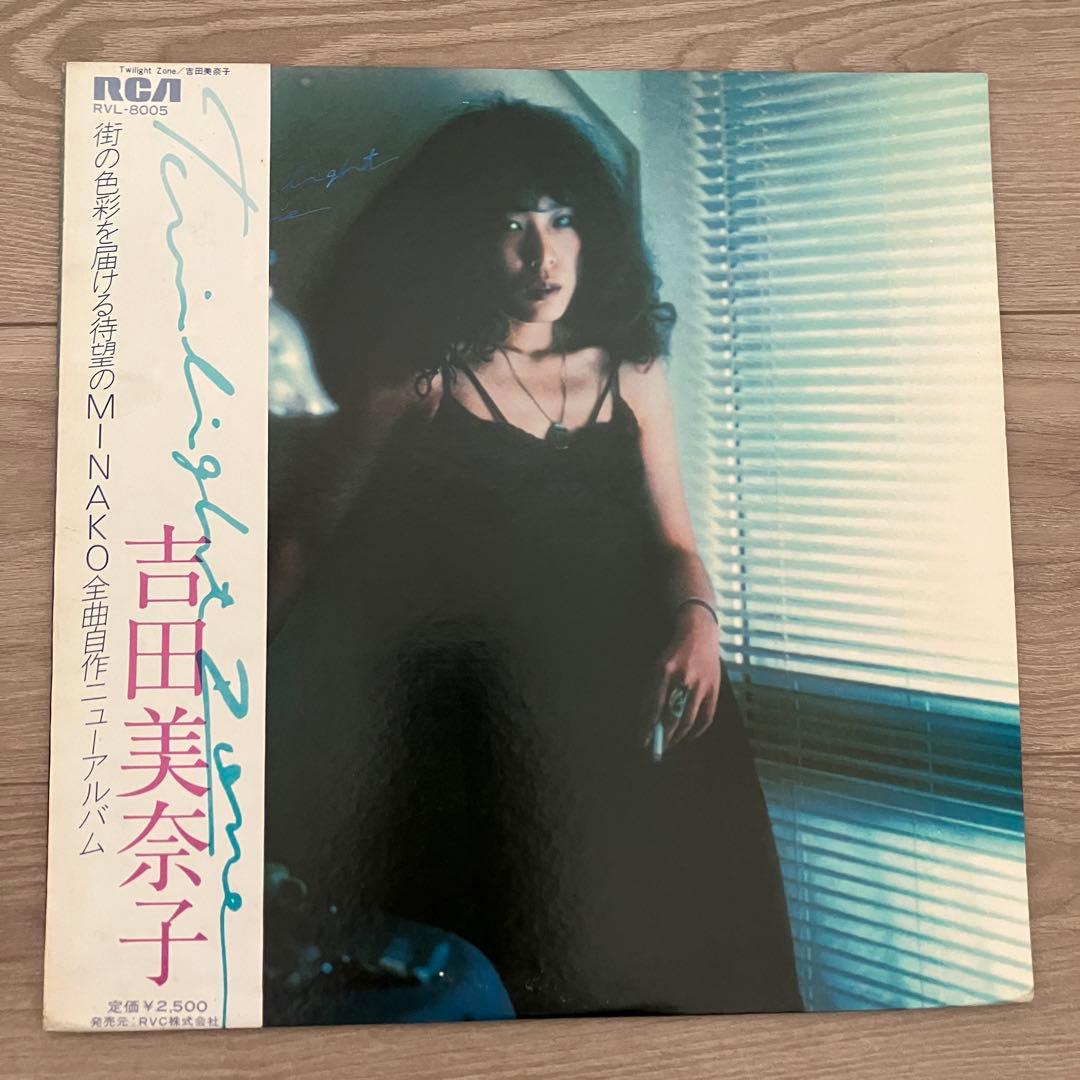 Twilight Zone/吉田美奈子
RCA
RVL-8005
街の色彩を届ける待望のMINAKO全曲自作ニューアルバム
Twilight Zone
吉田美奈子
定価¥2,500
発売元:RVC株式会社
light